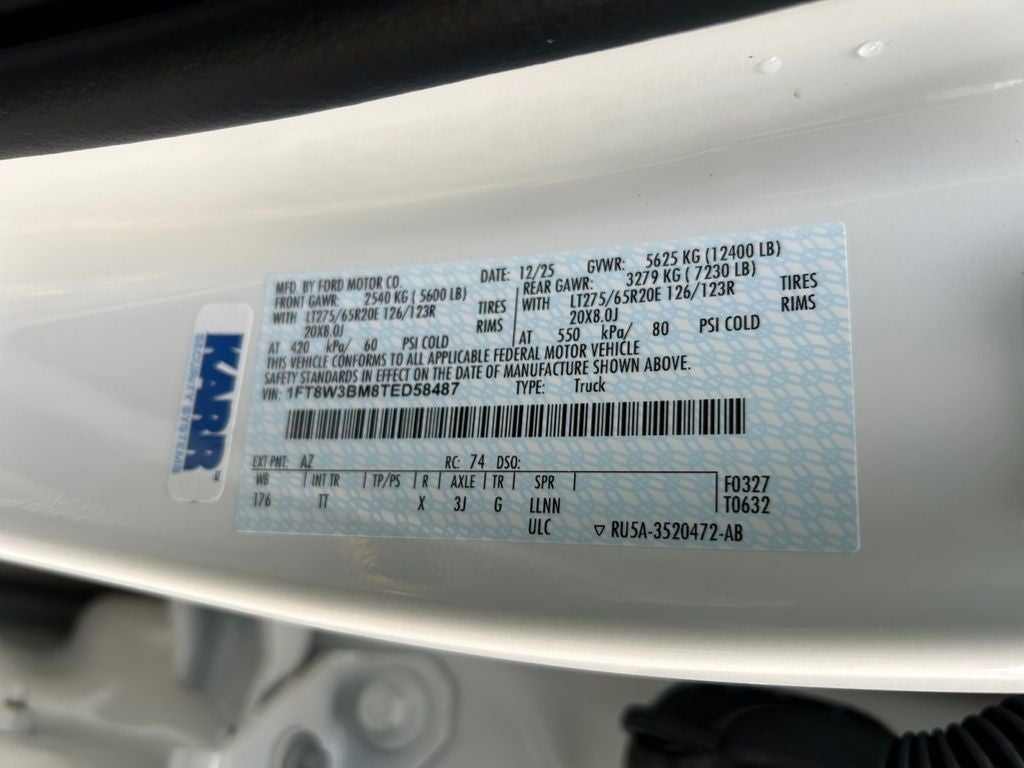 MFD. BY FORD MOTOR CO. DATE: 12/25 GVWR: 5625 KG (12400 LB)
FRONT GAWR: 2540 KG ( 5600 LB) REAR GAWR: 3279 KG ( 7230 LB)
WITH LT275/65R20E 126/123R TIRES WITH LT275/65R20E 126/123R TIRES
20X8.0J RIMS 20X8.0J RIMS
AT 420 kPa/ 60 PSI COLD AT 550 kPa/ 80 PSI COLD
THIS VEHICLE CONFORMS TO ALL APPLICABLE FEDERAL MOTOR VEHICLE
SAFETY STANDARDS IN EFFECT ON THE DATE OF MANUFACTURE SHOWN ABOVE.
VIN: 1FT8W3BM8TED58487 TYPE: Truck
EXT PNT: AZ RC: 74 DSO:
WB INT TR TP/PS R AXLE TR SPR F0327
176 TT X 3J G LLNN T0632
ULC ▽ RU5A-3520472-AB
KARR™
SECURITY SYSTEMS